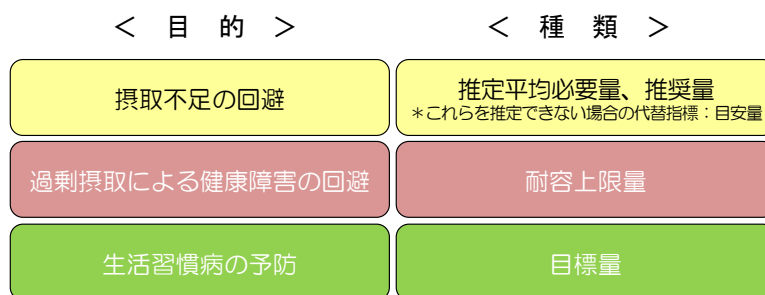 ＜ 目 的 ＞
＜ 種 類 ＞
摂取不足の回避
推定平均必要量、推奨量
＊これらを推定できない場合の代替指標：目安量
過剰摂取による健康障害の回避
耐容上限量
生活習慣病の予防
目標量